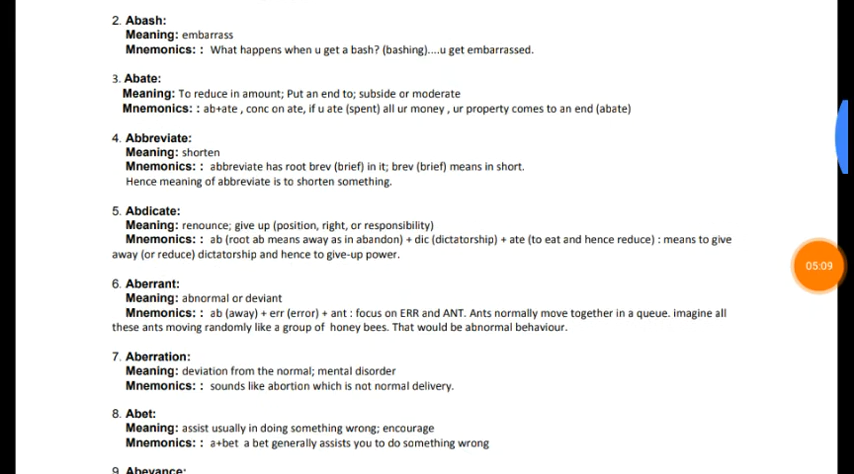 2. Abash:
Meaning: embarrass
Mnemonics: : What happens when u get a bash? (bashing)....u get embarrassed.
3. Abate:
Meaning: To reduce in amount; Put an end to; subside or moderate
Mnemonics: : ab+ate , conc on ate, if u ate (spent) all ur money , ur property comes to an end (abate)
4. Abbreviate:
Meaning: shorten
Mnemonics: : abbreviate has root brev (brief) in it; brev (brief) means in short.
Hence meaning of abbreviate is to shorten something.
5. Abdicate:
Meaning: renounce; give up (position, right, or responsibility)
Mnemonics: : ab (root ab means away as in abandon) + dic (dictatorship) + ate (to eat and hence reduce) : means to give
away (or reduce) dictatorship and hence to give-up power.
05:09
6. Aberrant:
Meaning: abnormal or deviant
Mnemonics: : ab (away) + err (error) + ant : focus on ERR and ANT. Ants normally move together in a queue. imagine all
these ants moving randomly like a group of honey bees. That would be abnormal behaviour.
7. Aberration:
Meaning: deviation from the normal; mental disorder
Mnemonics: : sounds like abortion which is not normal delivery.
8. Abet:
Meaning: assist usually in doing something wrong; encourage
Mnemonics: : a+bet a bet generally assists you to do something wrong
9. Abeyance: